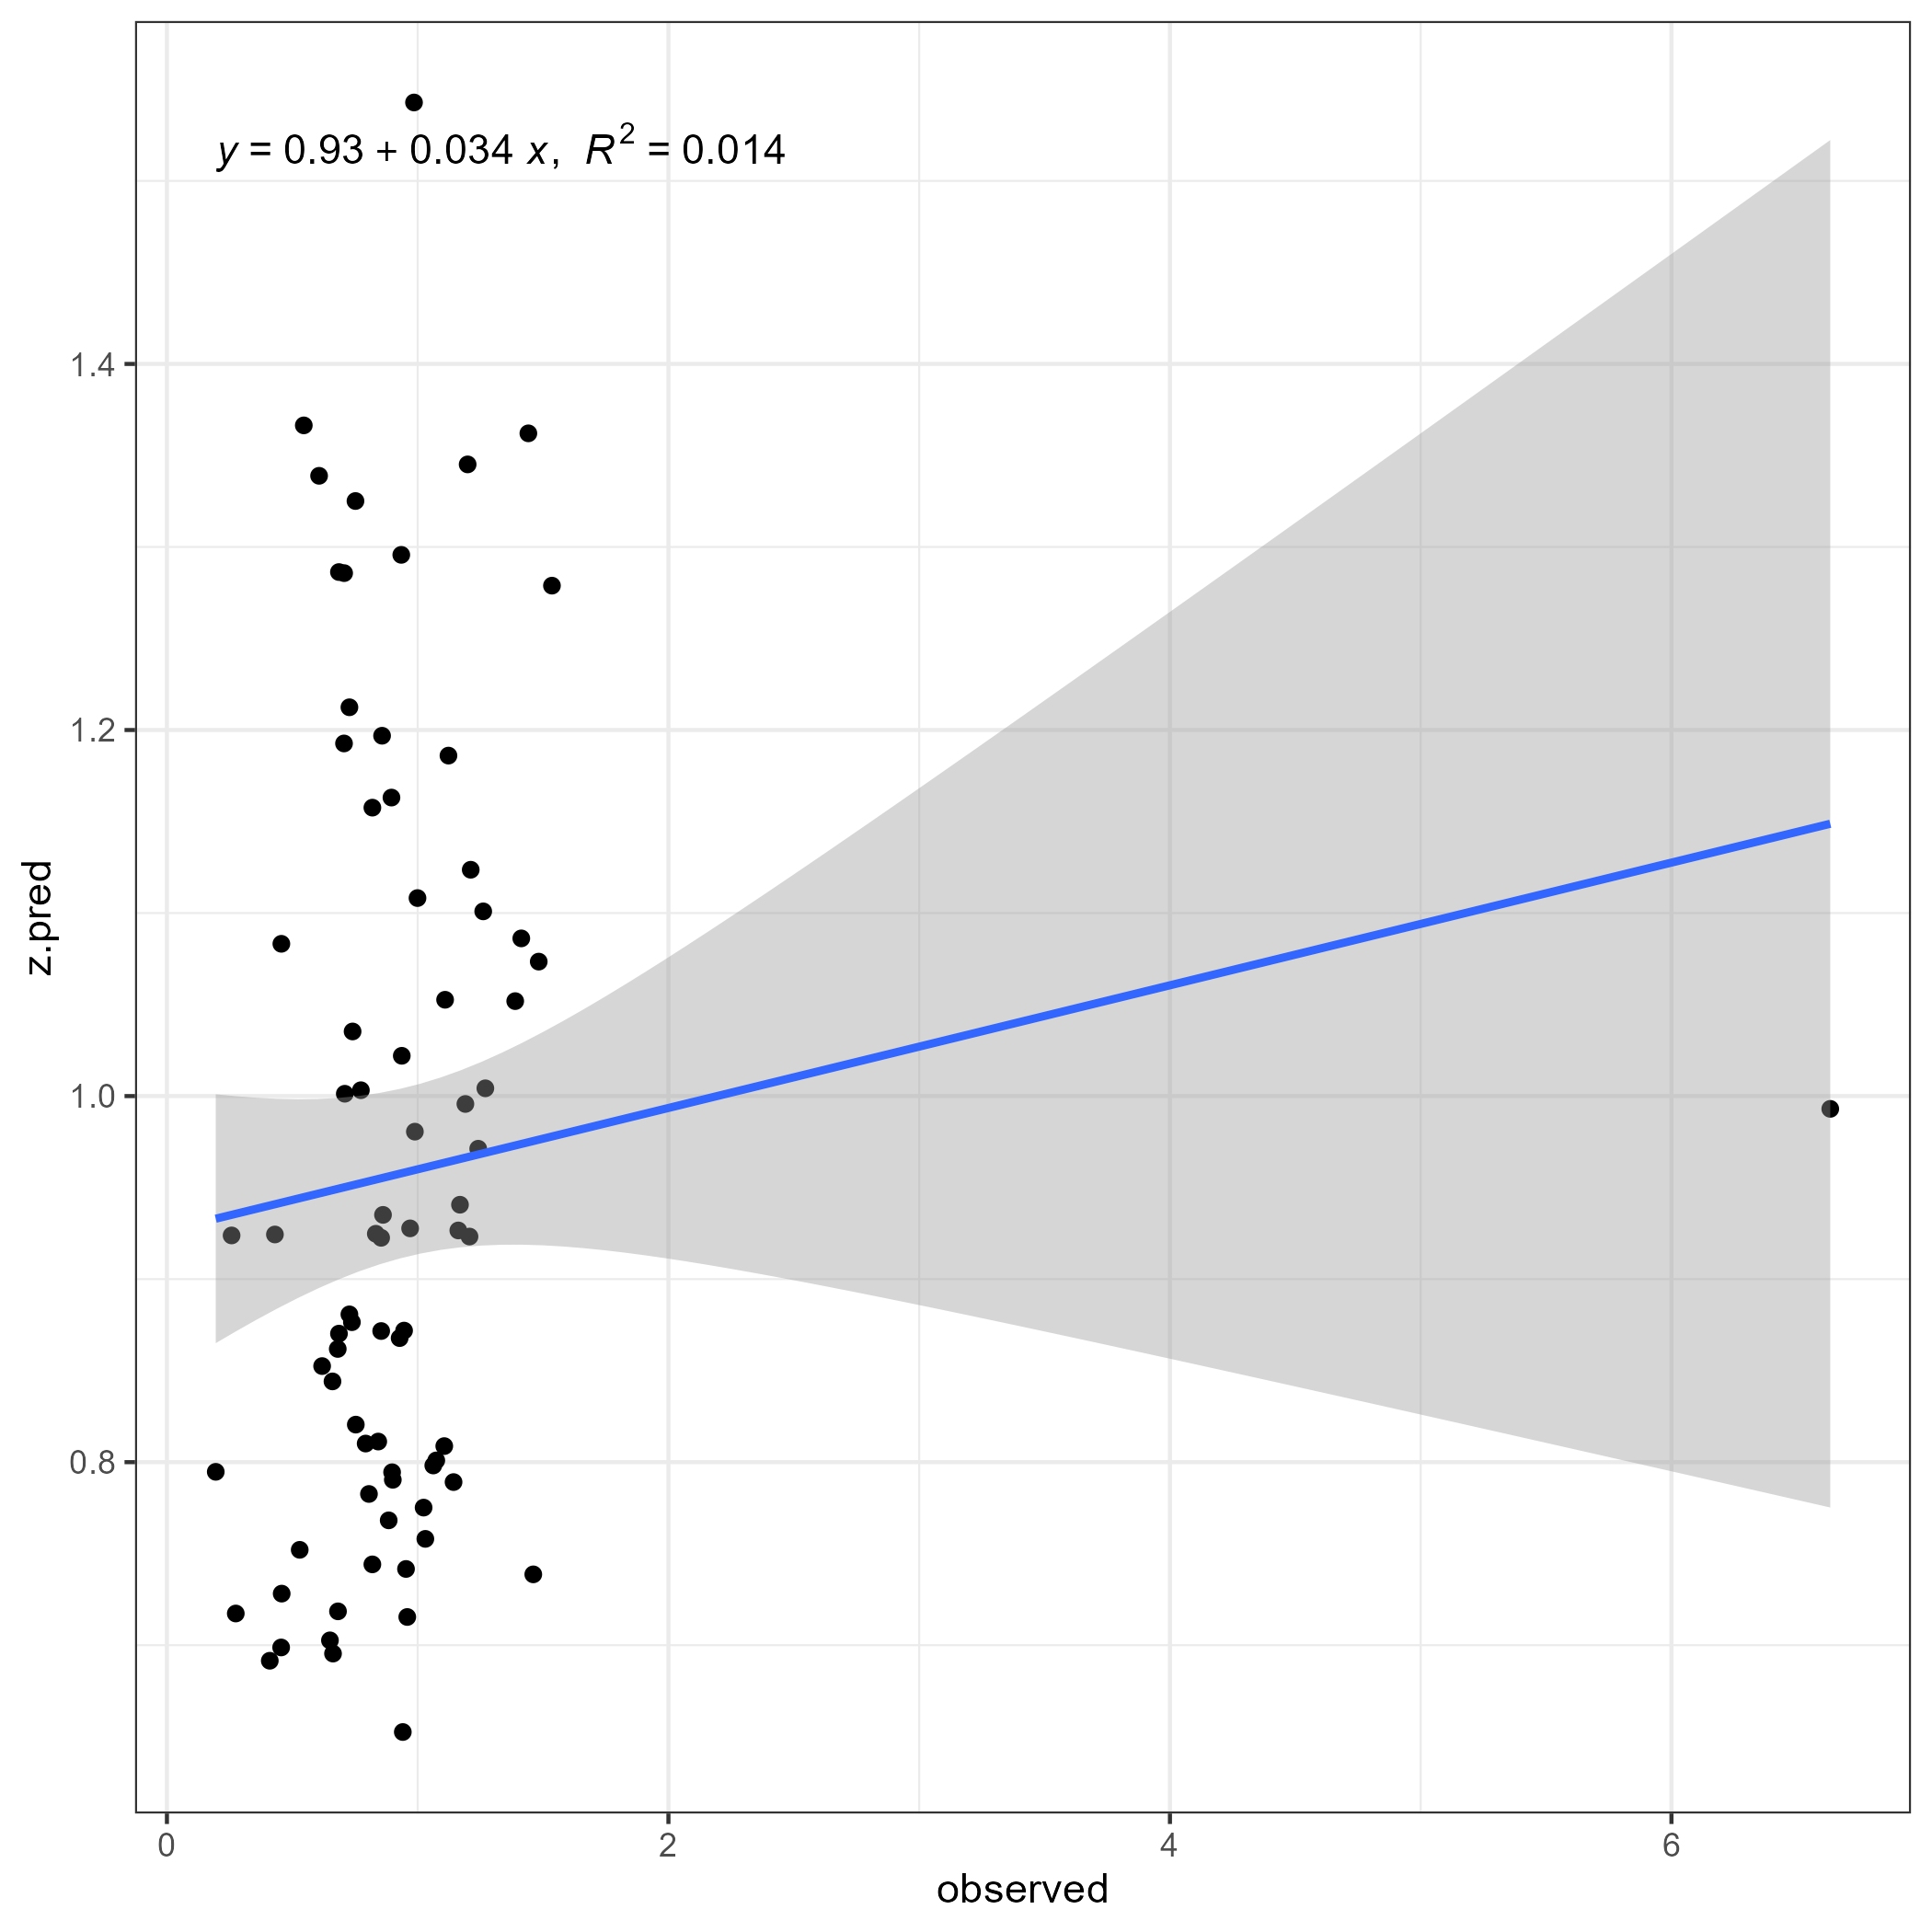 y = 0.93 + 0.034 x, R² = 0.014
1.4
1.2
1.0
0.8
z.pred
0 2 4 6
observed